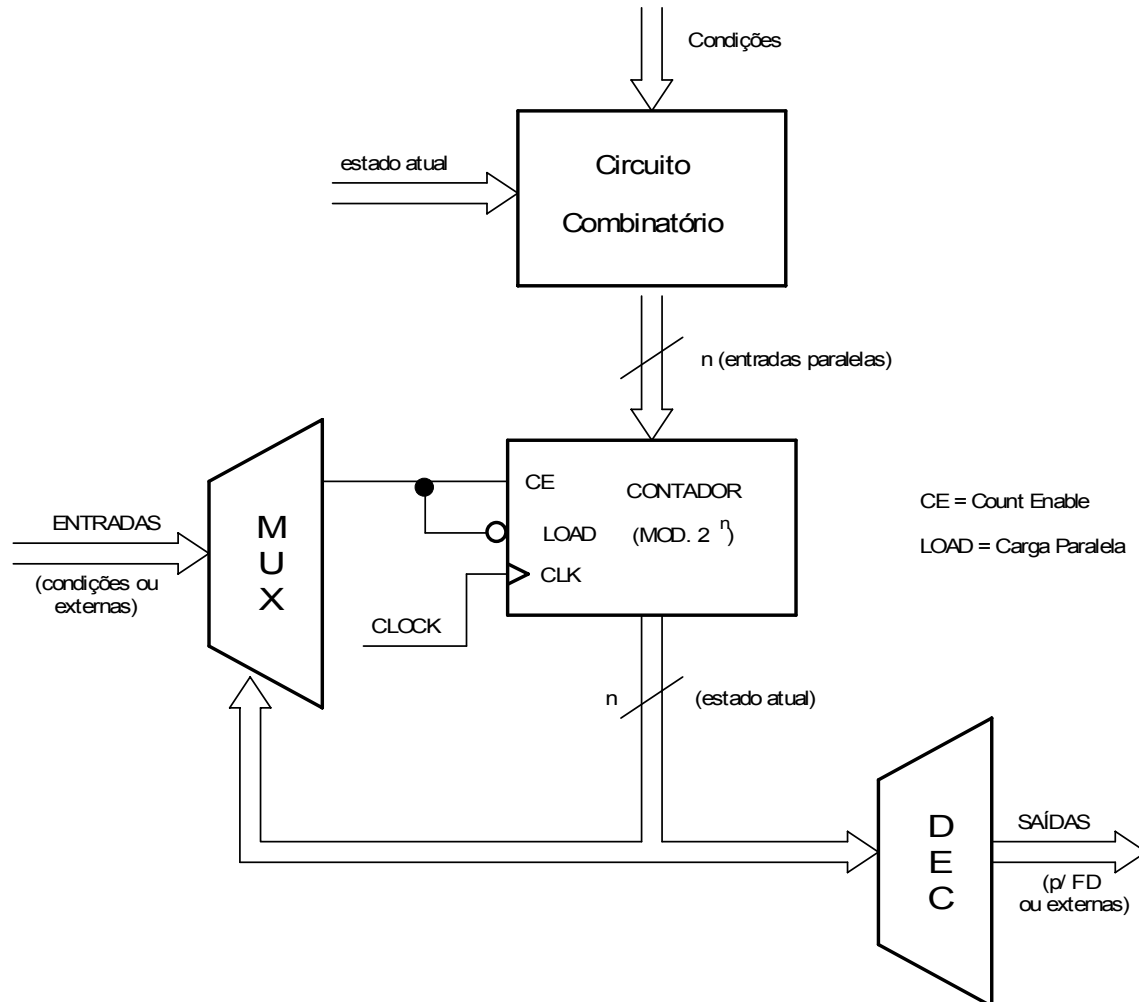 Condições
estado atual
Circuito
Combinatório
n (entradas paralelas)
CE
CONTADOR
LOAD
(MOD. 2 n)
CLK
CE = Count Enable
LOAD = Carga Paralela
ENTRADAS
(condições ou
externas)
M
U
X
CLOCK
n
(estado atual)
D
E
C
SAÍDAS
(p/ FD
ou externas)